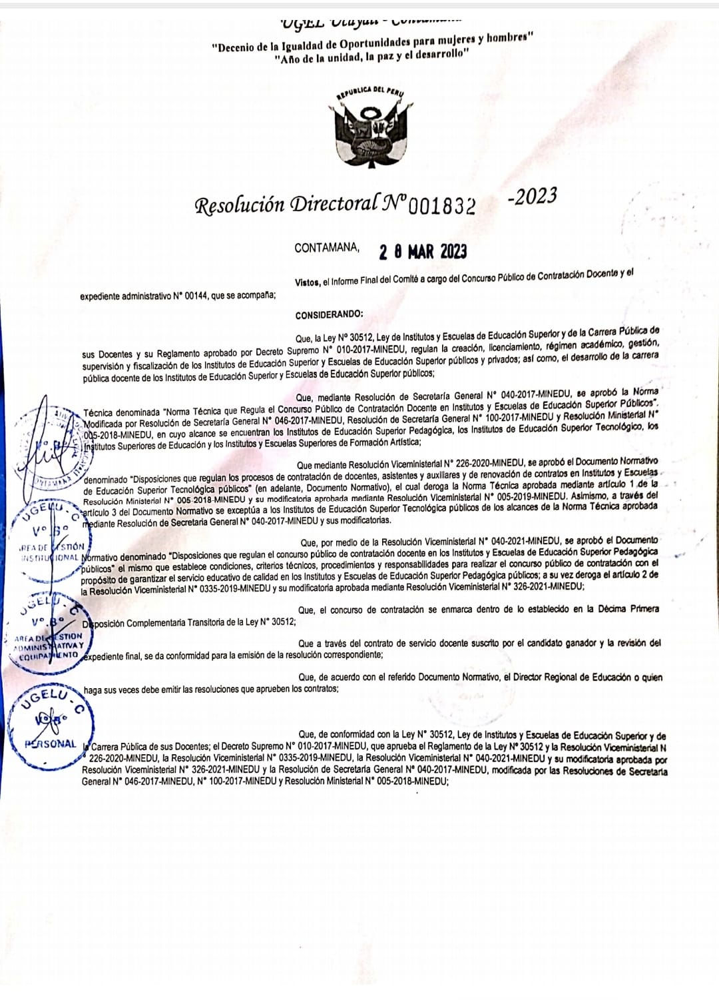 "Decenio de la Igualdad de Oportunidades para mujeres y hombres"
"Año de la unidad, la paz y el desarrollo"
REPUBLICA DEL PERU
Resolución Directoral Nº 001832 -2023
CONTAMANA, 28 MAR 2023
Vistos, el Informe Final del Comité a cargo del Concurso Público de Contratación Docente y el
expediente administrativo N° 00144, que se acompaña;
CONSIDERANDO:
Que, la Ley Nº 30512, Ley de Institutos y Escuelas de Educación Superior y de la Carrera Pública de
sus Docentes y su Reglamento aprobado por Decreto Supremo N° 010-2017-MINEDU, regulan la creación, licenciamiento, régimen académico, gestión,
supervisión y fiscalización de los Institutos de Educación Superior y Escuelas de Educación Superior públicos y privados; así como, el desarrollo de la carrera
pública docente de los Institutos de Educación Superior y Escuelas de Educación Superior públicos;
Que, mediante Resolución de Secretaría General N° 040-2017-MINEDU, se aprobó la Norma
Técnica denominada "Norma Técnica que Regula el Concurso Público de Contratación Docente en Institutos y Escuelas de Educación Superior Públicos".
Modificada por Resolución de Secretaría General N° 046-2017-MINEDU, Resolución de Secretaría General N° 100-2017-MINEDU y Resolución Ministerial N°
005-2018-MINEDU, en cuyo alcance se encuentran los Institutos de Educación Superior Pedagógica, los Institutos de Educación Superior Tecnológico, los
Institutos Superiores de Educación y los Institutos y Escuelas Superiores de Formación Artística;
Que mediante Resolución Viceministerial N° 226-2020-MINEDU, se aprobó el Documento Normativo
denominado "Disposiciones que regulan los procesos de contratación de docentes, asistentes y auxiliares y de renovación de contratos en Institutos y Escuelas
de Educación Superior Tecnológica públicos" (en adelante, Documento Normativo), el cual deroga la Norma Técnica aprobada mediante artículo 1 de la
Resolución Ministerial N° 005-2018-MINEDU y su modificatoria aprobada mediante Resolución Viceministerial N° 005-2019-MINEDU. Asimismo, a través del
artículo 3 del Documento Normativo se exceptúa a los Institutos de Educación Superior Tecnológica públicos de los alcances de la Norma Técnica aprobada
mediante Resolución de Secretaria General N° 040-2017-MINEDU y sus modificatorias.
Que, por medio de la Resolución Viceministerial N° 040-2021-MINEDU, se aprobó el Documento
Normativo denominado "Disposiciones que regulan el concurso público de contratación docente en los Institutos y Escuelas de Educación Superior Pedagógica
públicos" el mismo que establece condiciones, criterios técnicos, procedimientos y responsabilidades para realizar el concurso público de contratación con el
propósito de garantizar el servicio educativo de calidad en los Institutos y Escuelas de Educación Superior Pedagógica públicos; a su vez deroga el artículo 2 de
la Resolución Viceministerial N° 0335-2019-MINEDU y su modificatoria aprobada mediante Resolución Viceministerial N° 326-2021-MINEDU;
Que, el concurso de contratación se enmarca dentro de lo establecido en la Décima Primera
Disposición Complementaria Transitoria de la Ley N° 30512;
Que a través del contrato de servicio docente suscrito por el candidato ganador y la revisión del
expediente final, se da conformidad para la emisión de la resolución correspondiente;
Que, de acuerdo con el referido Documento Normativo, el Director Regional de Educación o quien
haga sus veces debe emitir las resoluciones que aprueben los contratos;
Que, de conformidad con la Ley N° 30512, Ley de Institutos y Escuelas de Educación Superior y de
la Carrera Pública de sus Docentes; el Decreto Supremo N° 010-2017-MINEDU, que aprueba el Reglamento de la Ley N° 30512 y la Resolución Viceministerial N
226-2020-MINEDU, la Resolución Viceministerial N° 0335-2019-MINEDU, la Resolución Viceministerial N° 040-2021-MINEDU y su modificatoria aprobada por
Resolución Viceministerial N° 326-2021-MINEDU y la Resolución de Secretaría General N° 040-2017-MINEDU, modificada por las Resoluciones de Secretaría
General N° 046-2017-MINEDU, N° 100-2017-MINEDU y Resolución Ministerial N° 005-2018-MINEDU;
UGELU - C
V° B°
AREA DE GESTIÓN
INSTITUCIONAL
UGELU - C
V° B°
AREA DE GESTION
ADMINISTRATIVA Y
EQUIPAMIENTO
UGELU - C
V° B°
PERSONAL